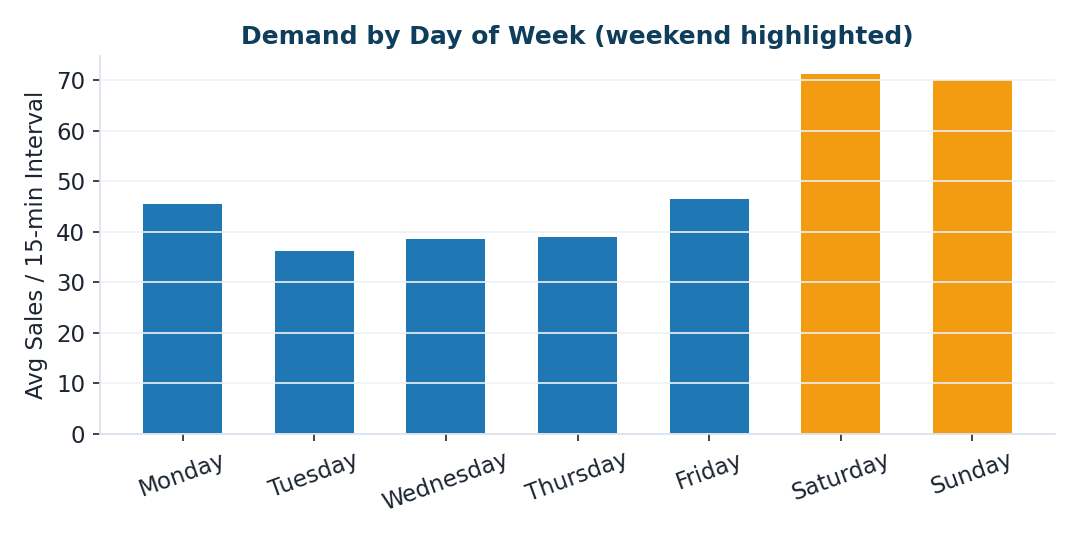 Demand by Day of Week (weekend highlighted)
Avg Sales / 15-min Interval
70
60
50
40
30
20
10
0
Monday
Tuesday
Wednesday
Thursday
Friday
Saturday
Sunday